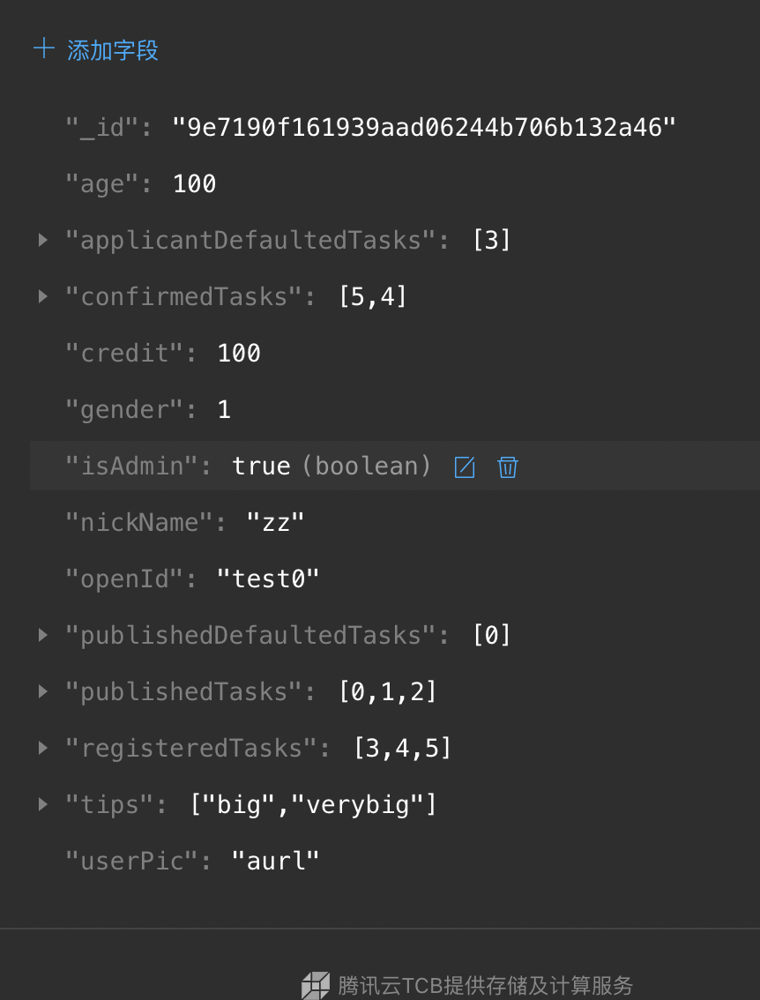 添加字段
"_id": "9e7190f161939aad06244b706b132a46"
"age": 100
"applicantDefaultedTasks": [3]
"confirmedTasks": [5,4]
"credit": 100
"gender": 1
"isAdmin": true (boolean)
"nickName": "zz"
"openId": "test0"
"publishedDefaultedTasks": [0]
"publishedTasks": [0,1,2]
"registeredTasks": [3,4,5]
"tips": ["big","verybig"]
"userPic": "aurl"
腾讯云TCB提供存储及计算服务